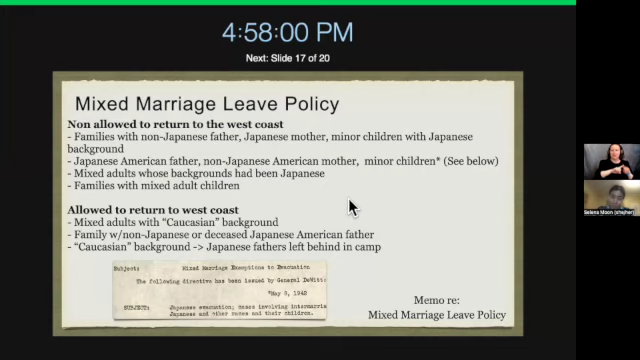 4:58:00 PM
Next: Slide 17 of 20
Mixed Marriage Leave Policy
Non allowed to return to the west coast
- Families with non-Japanese father, Japanese mother, minor children with Japanese
background
- Japanese American father, non-Japanese American mother, minor children* (See below)
- Mixed adults whose backgrounds had been Japanese
- Families with mixed adult children
Allowed to return to west coast
- Mixed adults with “Caucasian” background
- Family w/non-Japanese or deceased Japanese American father
- “Caucasian” background -> Japanese fathers left behind in camp
Subject: Mixed Marriage Exceptions to Evacuation
The following directive has been issued by General DeWitt:
"May 8, 1942
SUBJECT: Japanese evacuation; cases involving intermarria
Japanese and other races and their children.
Memo re:
Mixed Marriage Leave Policy
Selena Moon (she/her)